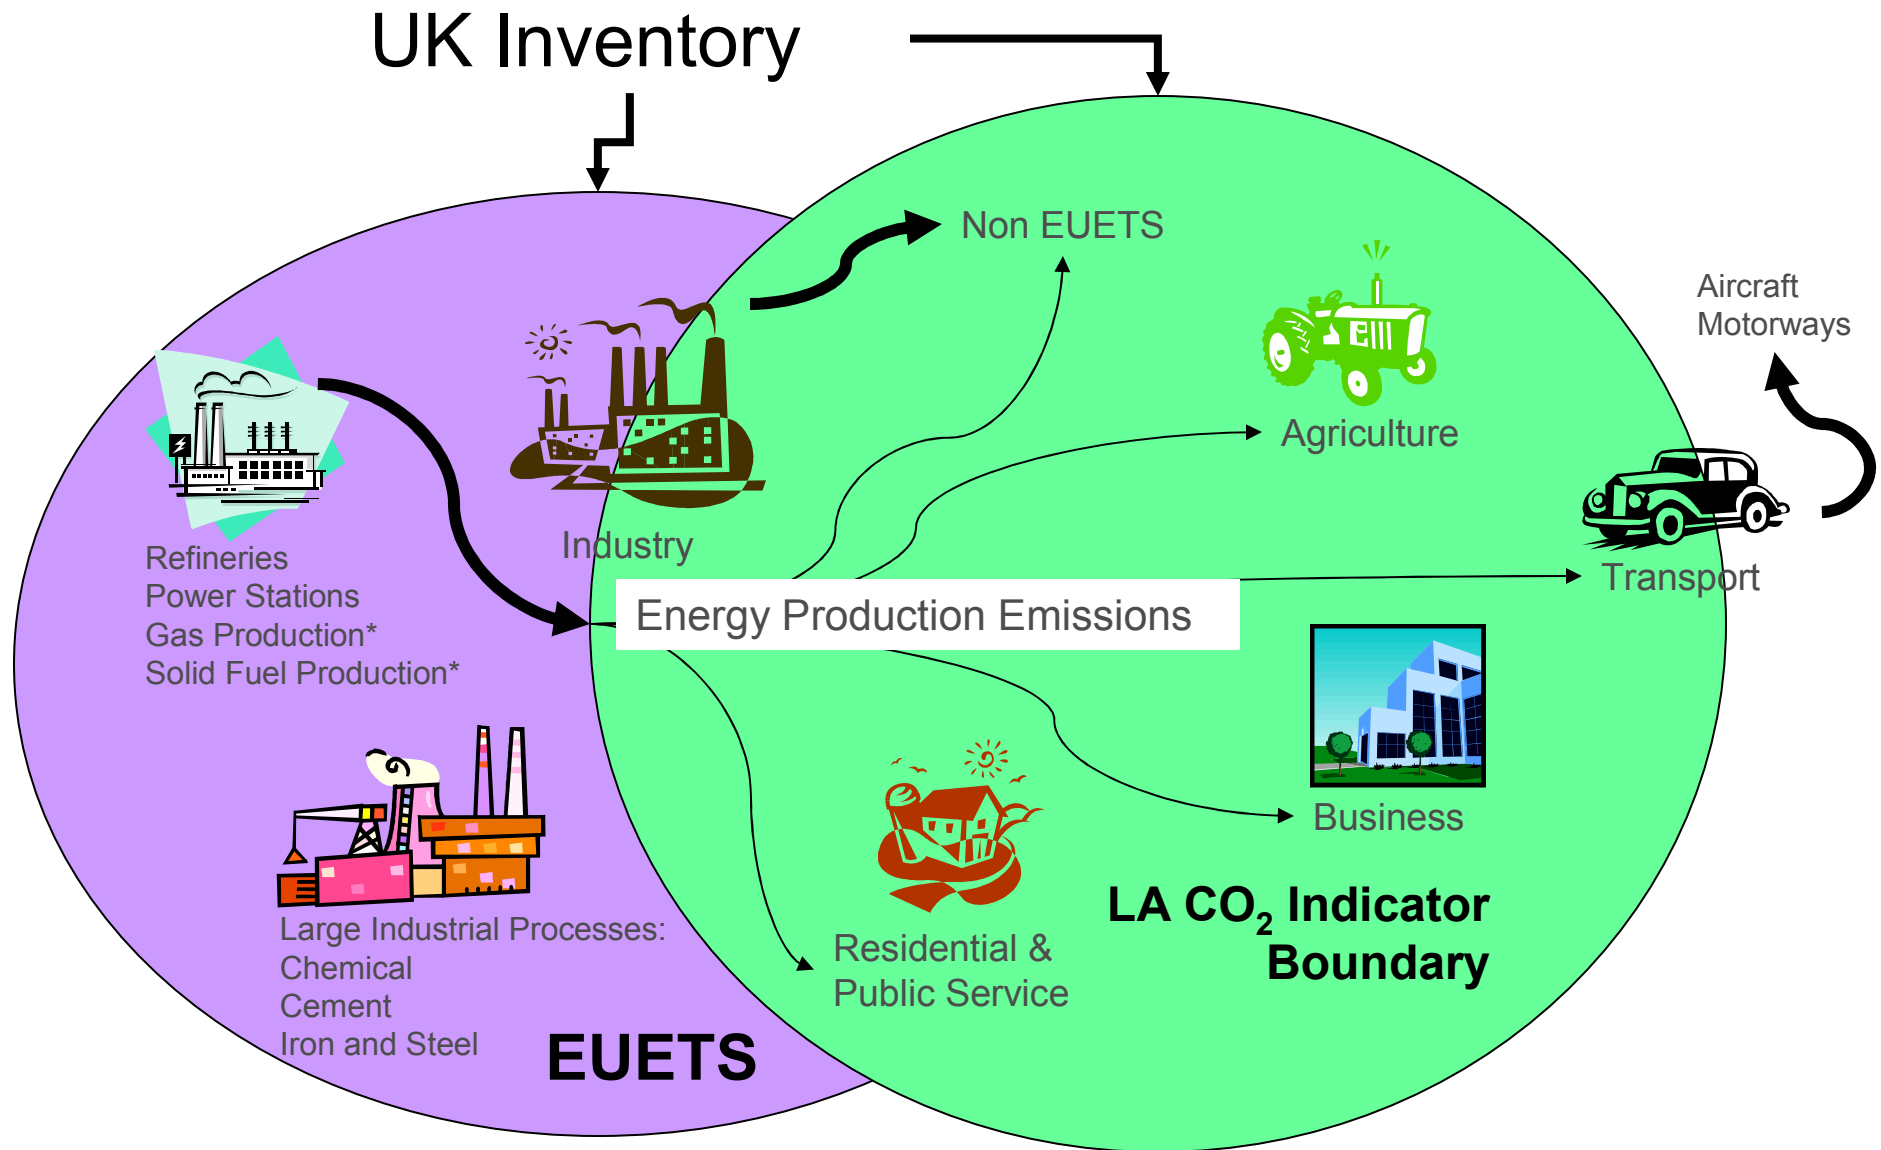 UK Inventory
Non EUETS
Aircraft
Motorways
Agriculture
Industry
Refineries
Power Stations
Gas Production*
Solid Fuel Production*
Energy Production Emissions
Transport
Business
Large Industrial Processes:
Chemical
Cement
Iron and Steel
EUETS
Residential &
Public Service
LA CO₂ Indicator
Boundary